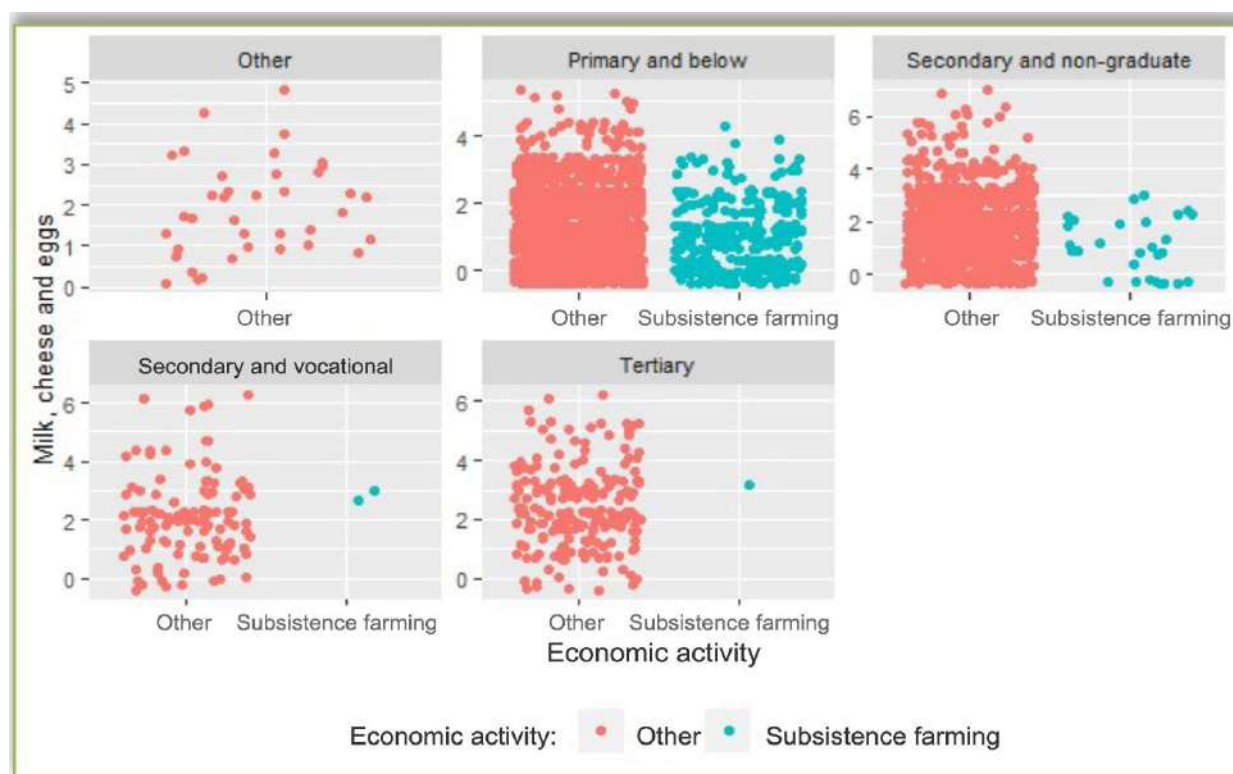 Other
Primary and below
Secondary and non-graduate
Milk, cheese and eggs
5
4
3
2
1
0
4
2
0
6
4
2
0
Other
Other
Subsistence farming
Other
Subsistence farming
Secondary and vocational
Tertiary
6
4
2
0
6
4
2
0
Other
Subsistence farming
Other
Subsistence farming
Economic activity
Economic activity: Other Subsistence farming